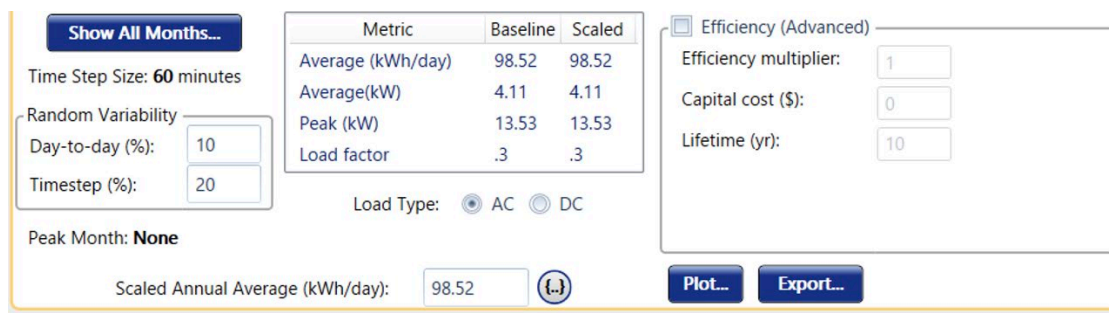 Show All Months...
Time Step Size: 60 minutes
Random Variability
Day-to-day (%): 10
Timestep (%): 20
Peak Month: None
Metric Baseline Scaled
Average (kWh/day) 98.52 98.52
Average(kW) 4.11 4.11
Peak (kW) 13.53 13.53
Load factor .3 .3
Load Type: AC DC
Scaled Annual Average (kWh/day): 98.52 {..}
Efficiency (Advanced)
Efficiency multiplier: 1
Capital cost ($): 0
Lifetime (yr): 10
Plot... Export...